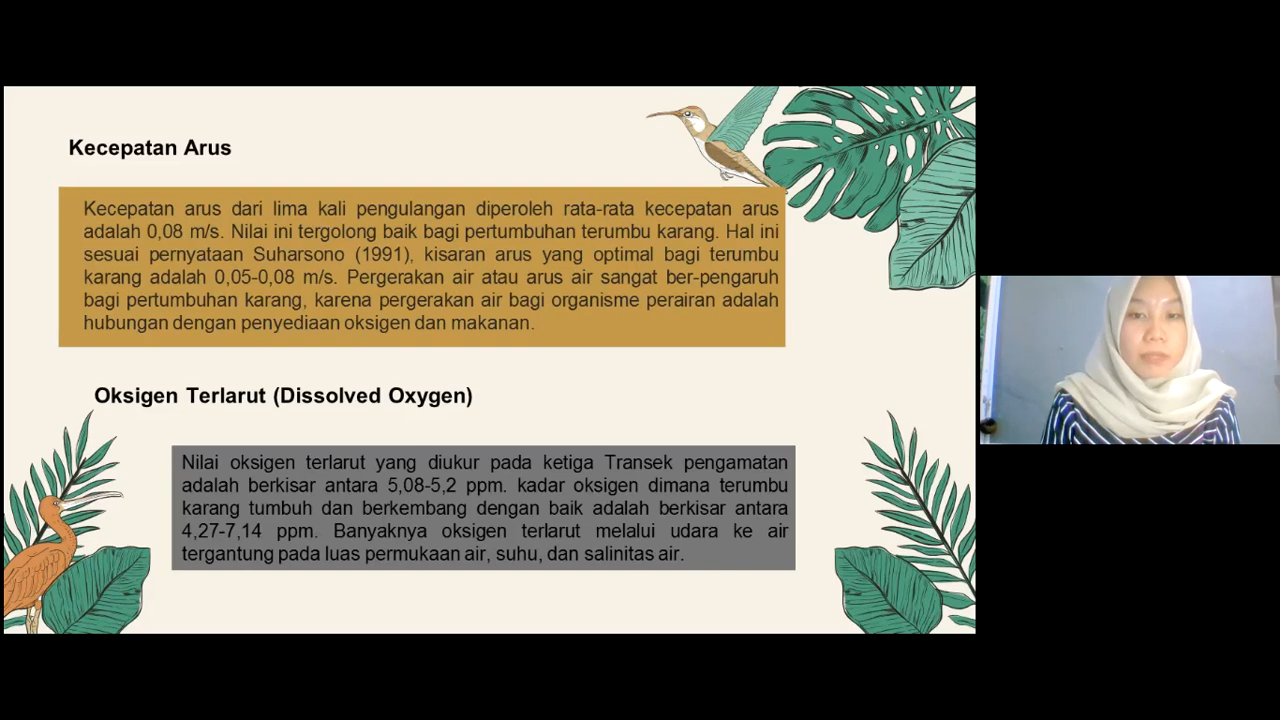 Kecepatan Arus
Kecepatan arus dari lima kali pengulangan diperoleh rata-rata kecepatan arus
adalah 0,08 m/s. Nilai ini tergolong baik bagi pertumbuhan terumbu karang. Hal ini
sesuai pernyataan Suharsono (1991), kisaran arus yang optimal bagi terumbu
karang adalah 0,05-0,08 m/s. Pergerakan air atau arus air sangat ber-pengaruh
bagi pertumbuhan karang, karena pergerakan air bagi organisme perairan adalah
hubungan dengan penyediaan oksigen dan makanan.
Oksigen Terlarut (Dissolved Oxygen)
Nilai oksigen terlarut yang diukur pada ketiga Transek pengamatan
adalah berkisar antara 5,08-5,2 ppm. kadar oksigen dimana terumbu
karang tumbuh dan berkembang dengan baik adalah berkisar antara
4,27-7,14 ppm. Banyaknya oksigen terlarut melalui udara ke air
tergantung pada luas permukaan air, suhu, dan salinitas air.